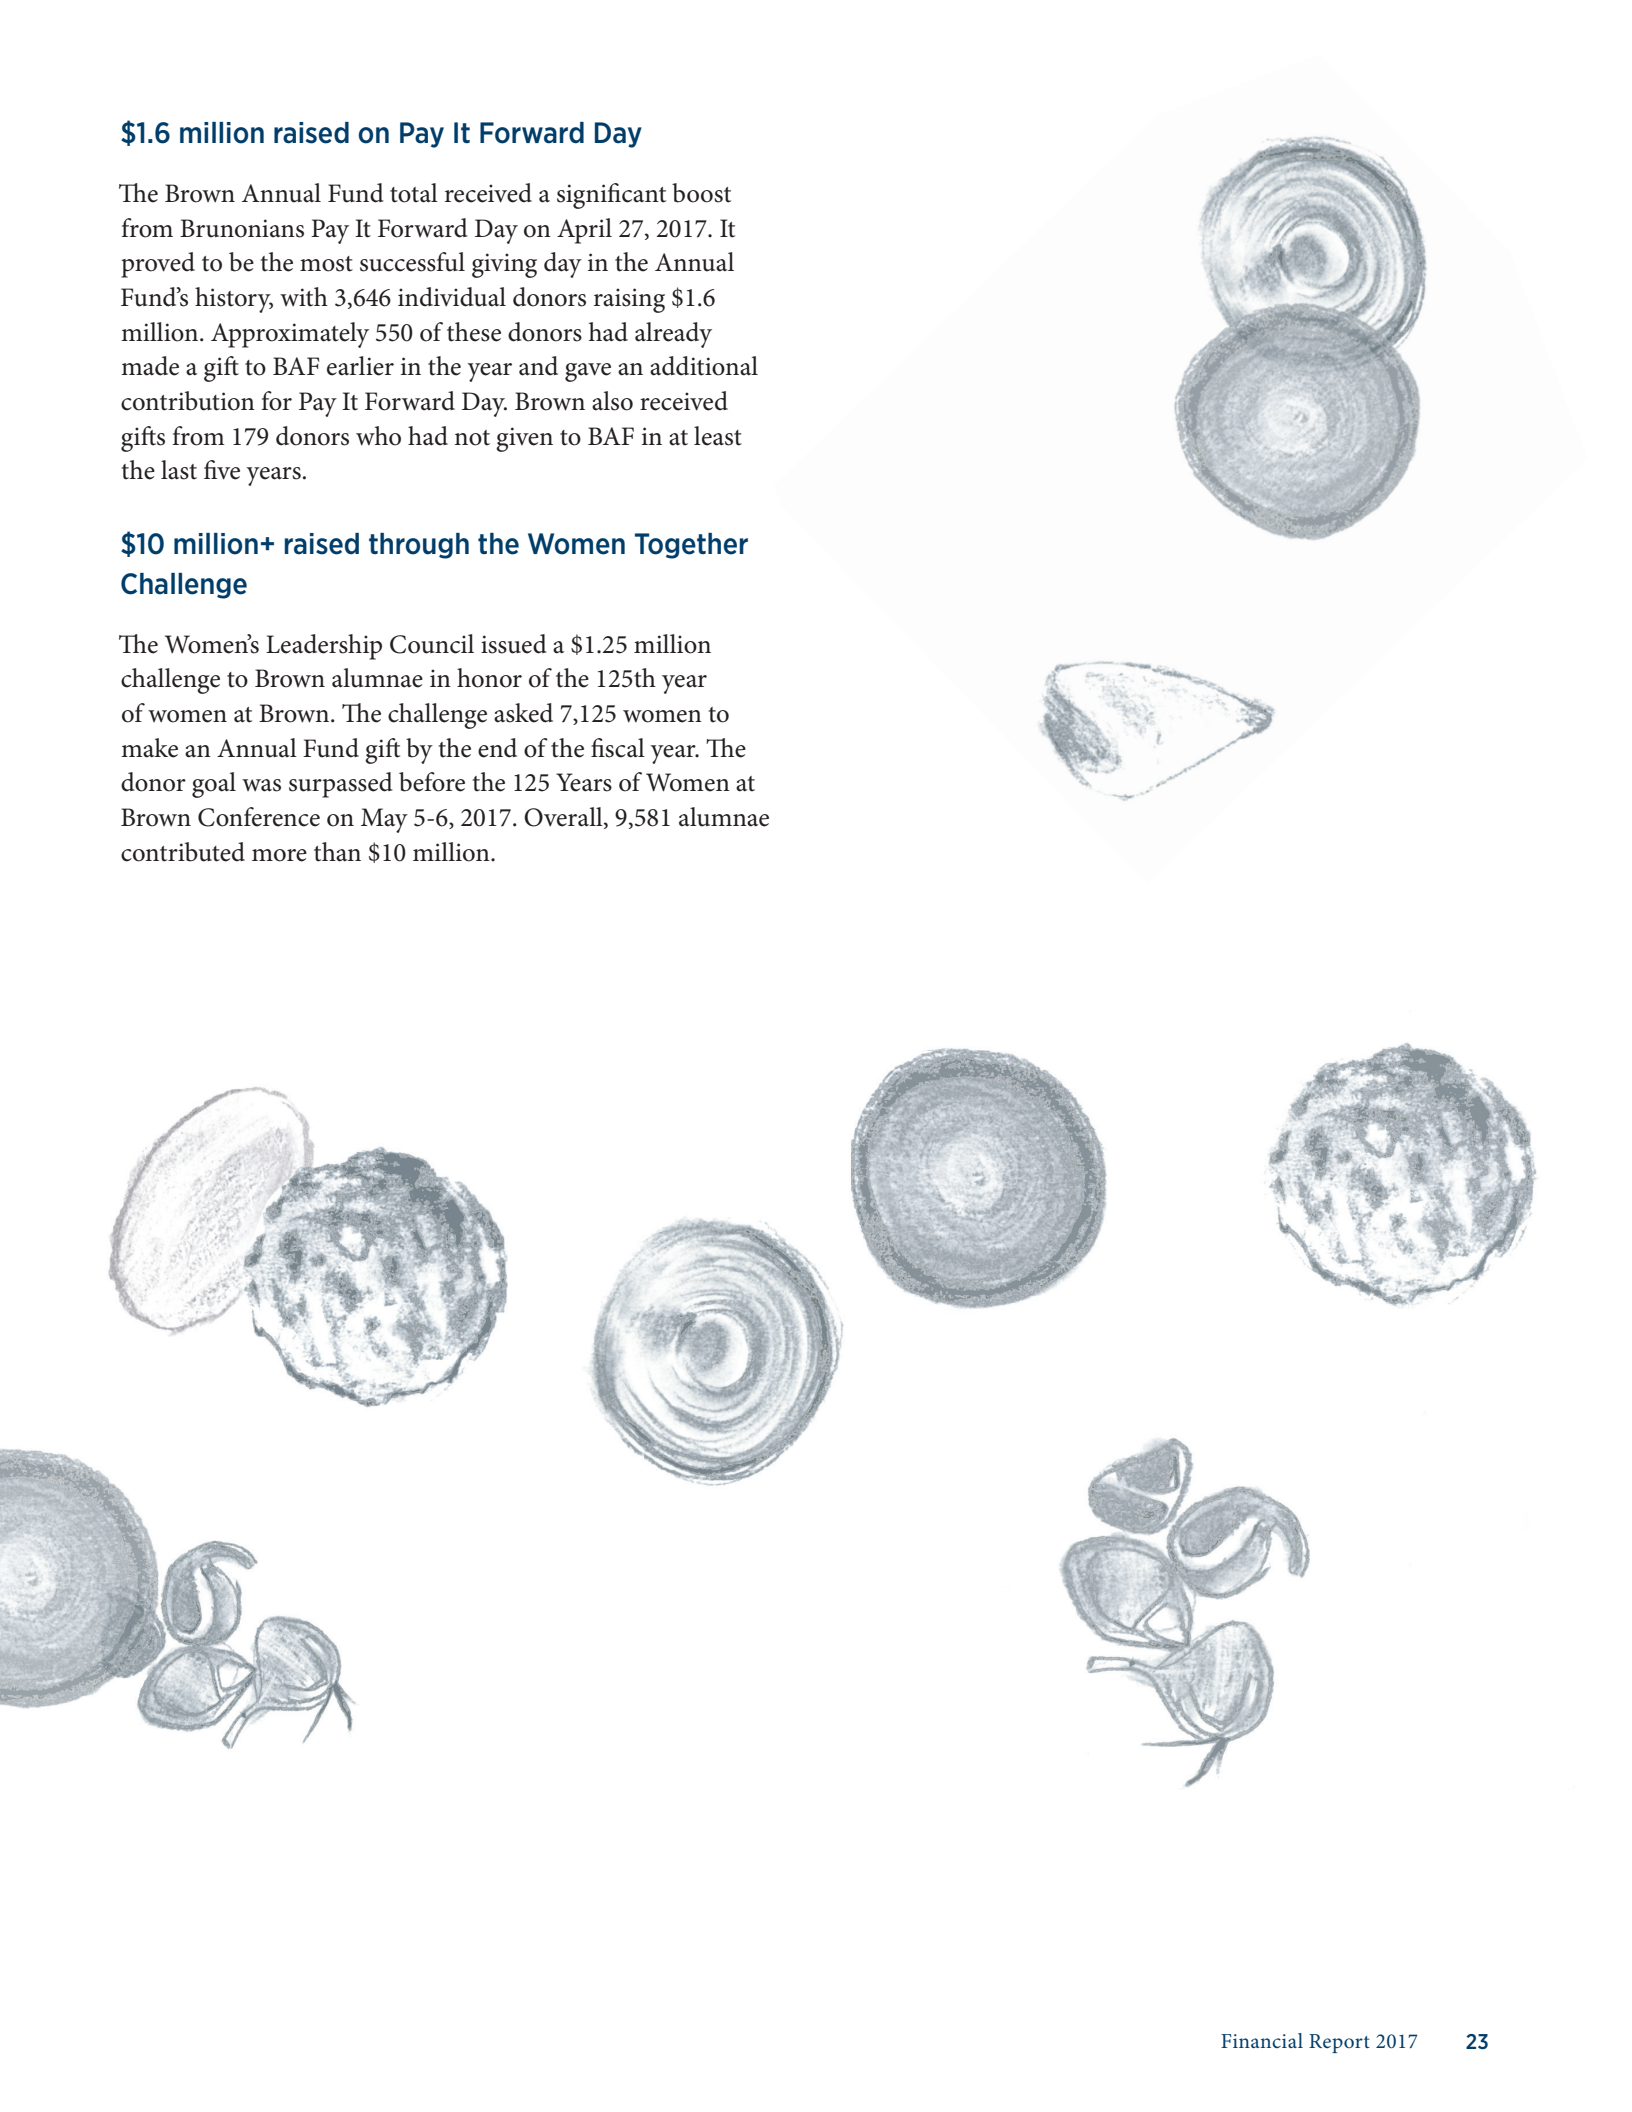 $1.6 million raised on Pay It Forward Day
The Brown Annual Fund total received a significant boost
from Brunonians Pay It Forward Day on April 27, 2017. It
proved to be the most successful giving day in the Annual
Fund’s history, with 3,646 individual donors raising $1.6
million. Approximately 550 of these donors had already
made a gift to BAF earlier in the year and gave an additional
contribution for Pay It Forward Day. Brown also received
gifts from 179 donors who had not given to BAF in at least
the last five years.
$10 million+ raised through the Women Together
Challenge
The Women’s Leadership Council issued a $1.25 million
challenge to Brown alumnae in honor of the 125th year
of women at Brown. The challenge asked 7,125 women to
make an Annual Fund gift by the end of the fiscal year. The
donor goal was surpassed before the 125 Years of Women at
Brown Conference on May 5-6, 2017. Overall, 9,581 alumnae
contributed more than $10 million.
Financial Report 2017 23